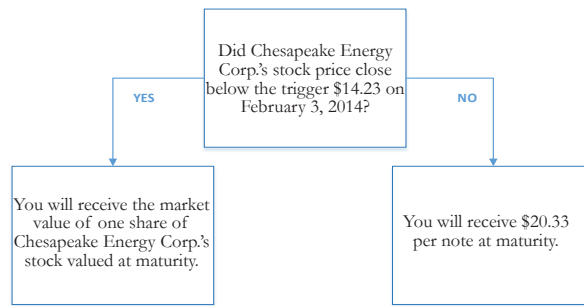 Did Chesapeake Energy
Corp.'s stock price close
below the trigger $14.23 on
February 3, 2014?
YES
NO
You will receive the market
value of one share of
Chesapeake Energy Corp.'s
stock valued at maturity.
You will receive $20.33
per note at maturity.